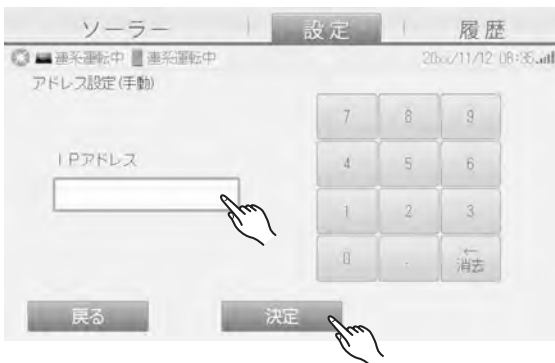 ソーラー 設定 履歴
連系運転中 連系運転中 20xx/11/12 08:35
アドレス設定(手動)
7 8 9
IPアドレス
4 5 6
1 2 3
0 . ←
消去
戻る 決定